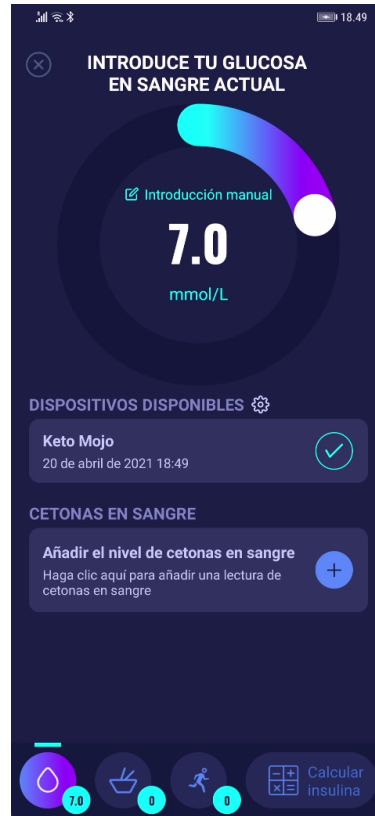 18.49
INTRODUCE TU GLUCOSA
EN SANGRE ACTUAL
Introducción manual
7.0
mmol/L
DISPOSITIVOS DISPONIBLES
Keto Mojo
20 de abril de 2021 18:49
CETONAS EN SANGRE
Añadir el nivel de cetonas en sangre
Haga clic aquí para añadir una lectura de
cetonas en sangre
7.0
0
0
Calcular
insulina